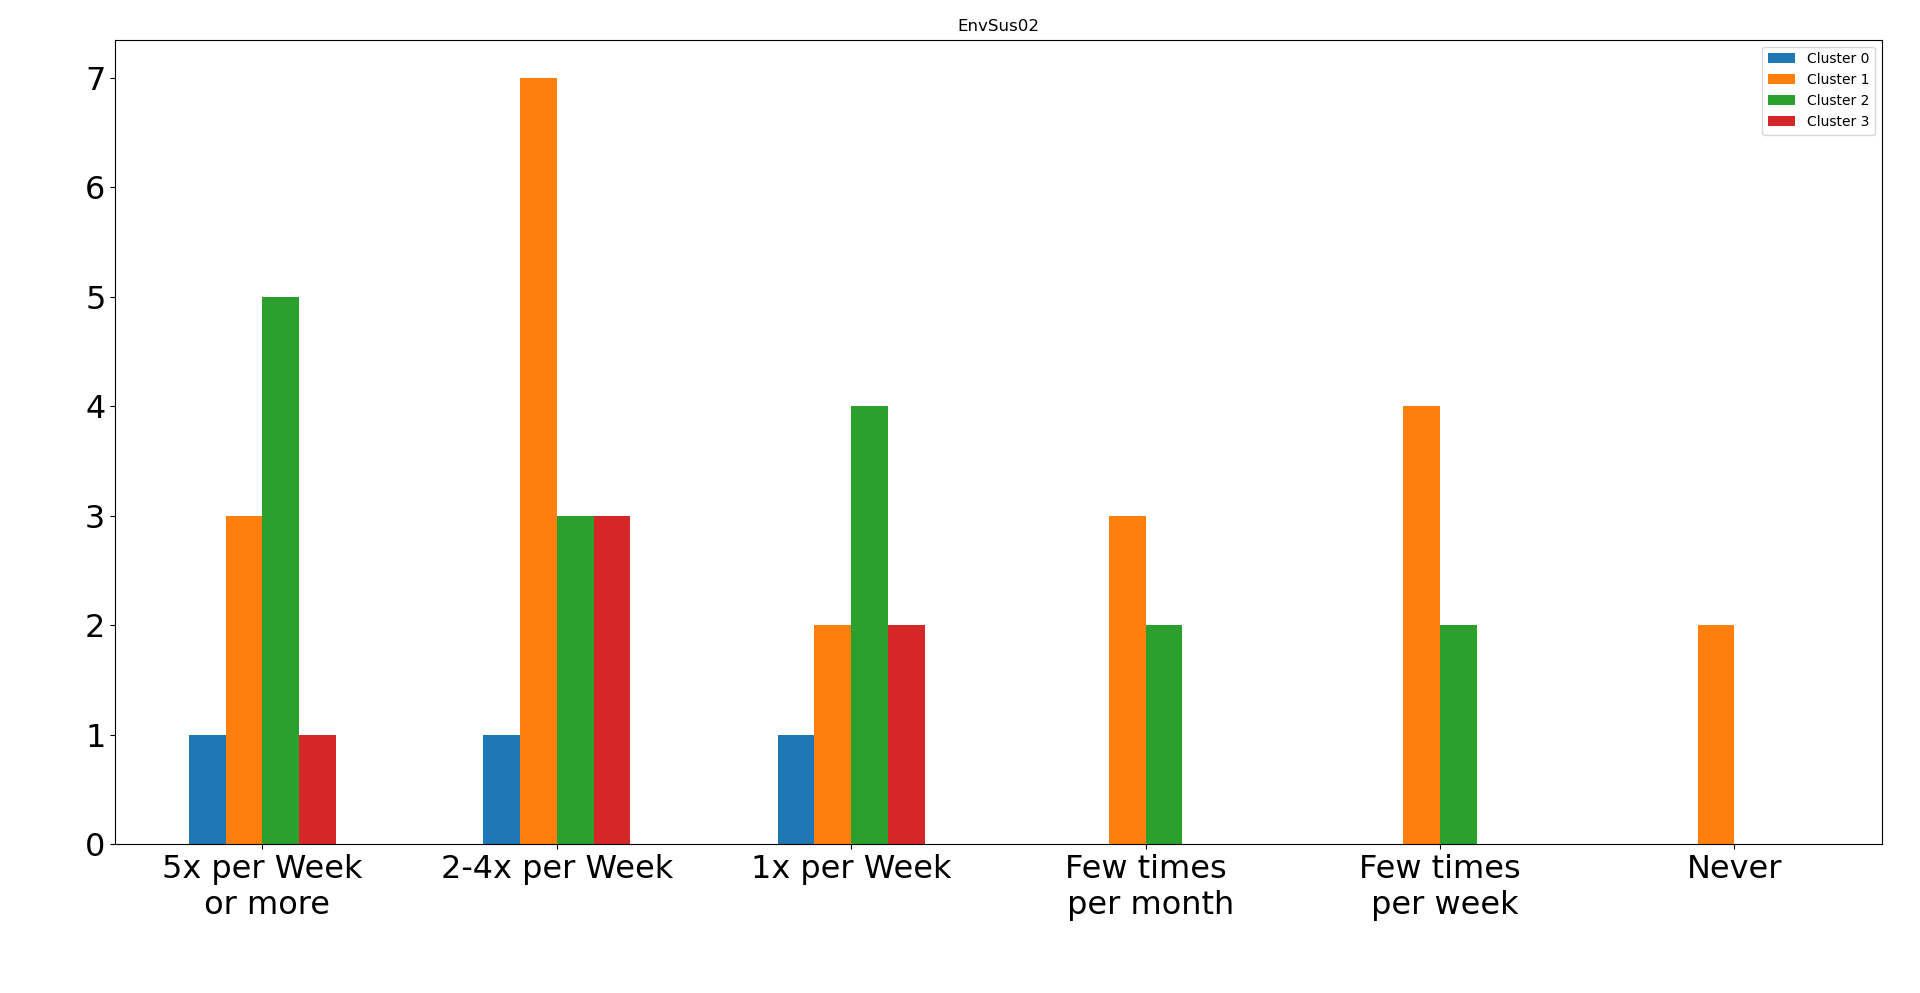 EnvSus02
Cluster 0
Cluster 1
Cluster 2
Cluster 3
7
6
5
4
3
2
1
0
5x per Week
or more
2-4x per Week
1x per Week
Few times
per month
Few times
per week
Never